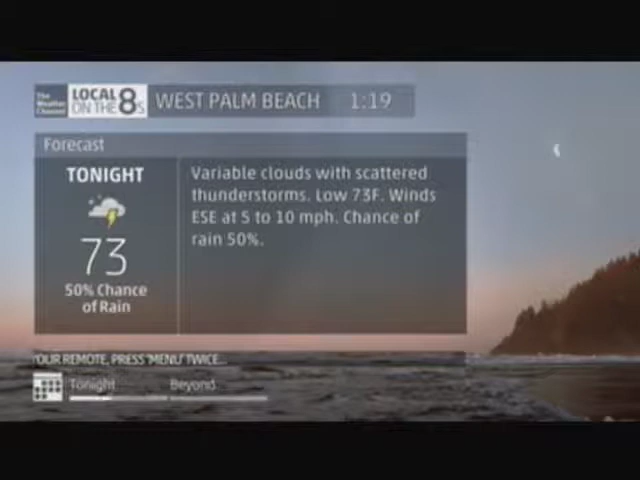 The
Weather
Channel
LOCAL
ON THE 8s
WEST PALM BEACH 1:19
Forecast
TONIGHT
73
50% Chance
of Rain
Variable clouds with scattered
thunderstorms. Low 73F. Winds
ESE at 5 to 10 mph. Chance of
rain 50%.
OUR REMOTE, PRESS 'MENU' TWICE...
Tonight Beyond